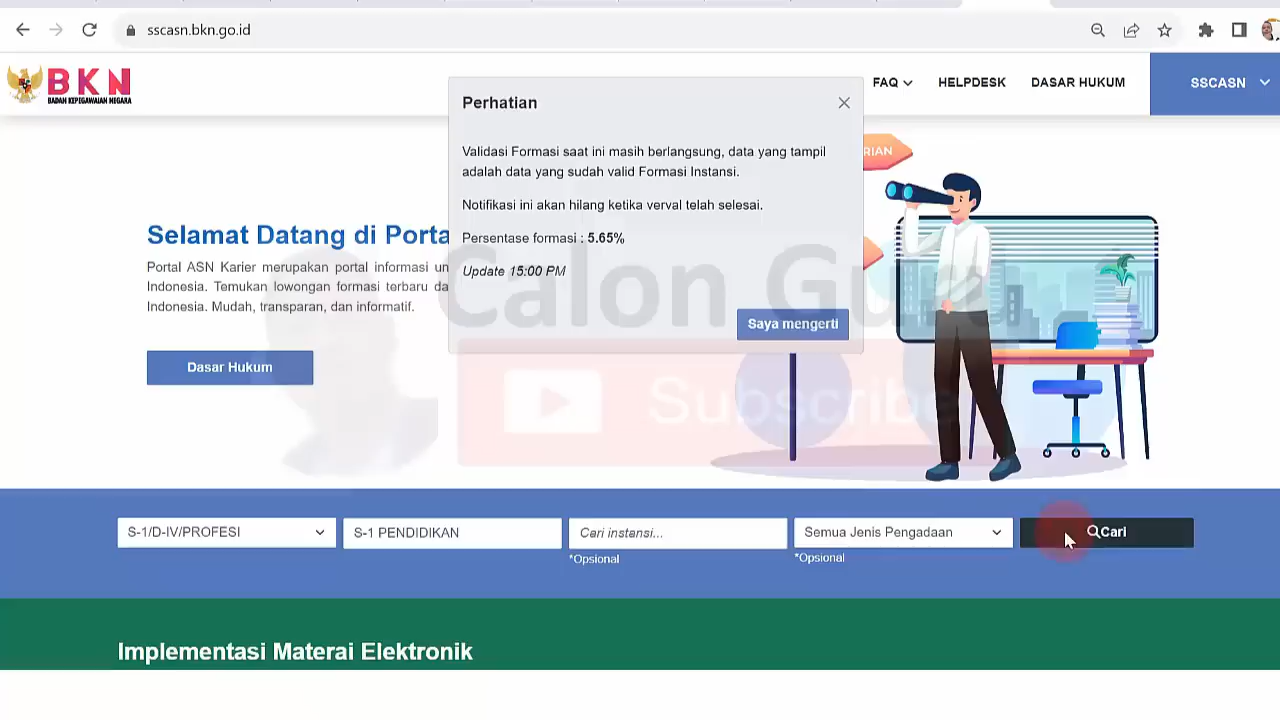 sscasn.bkn.go.id
BKN
BADAN KEPEGAWAIAN NEGARA
FAQ
HELPDESK
DASAR HUKUM
SSCASN
Perhatian
Validasi Formasi saat ini masih berlangsung, data yang tampil
adalah data yang sudah valid Formasi Instansi.
Notifikasi ini akan hilang ketika verval telah selesai.
Persentase formasi : 5.65%
Update 15:00 PM
Saya mengerti
RIAN
Selamat Datang di Porta
Portal ASN Karier merupakan portal informasi
Indonesia. Temukan lowongan formasi terbaru
Indonesia. Mudah, transparan, dan informatif.
Dasar Hukum
Calon Guru
Subscribe
S-1/D-IV/PROFESI
S-1 PENDIDIKAN
Cari instansi...
Semua Jenis Pengadaan
Cari
*Opsional
*Opsional
Implementasi Materai Elektronik